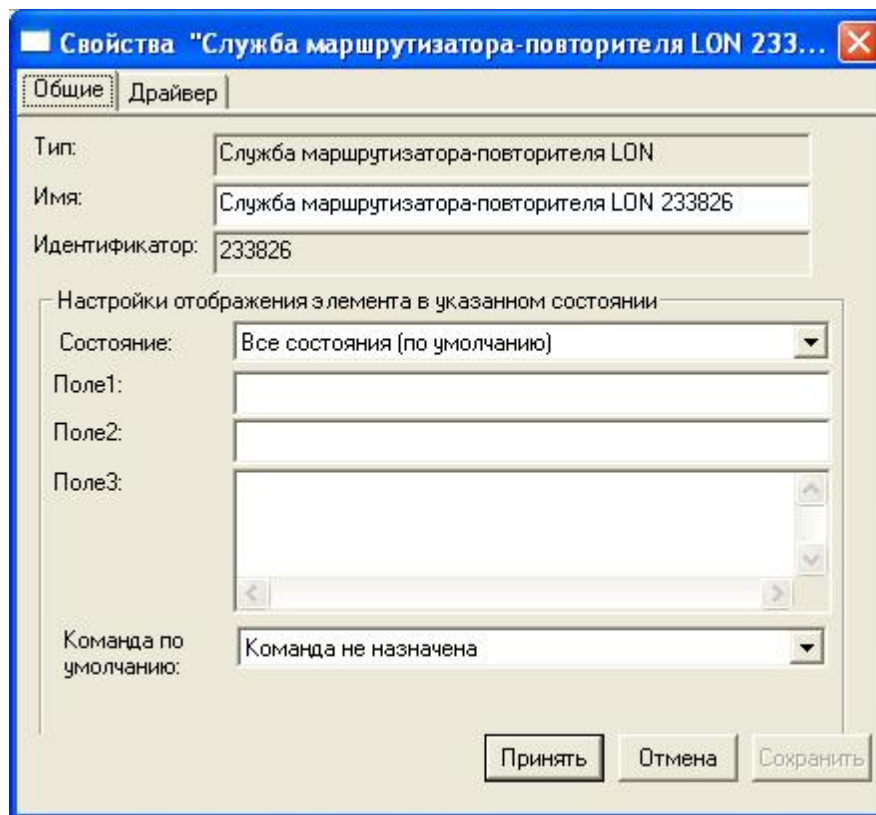 Свойства "Служба маршрутизатора-повторителя LON 233...
Общие Драйвер
Тип: Служба маршрутизатора-повторителя LON
Имя: Служба маршрутизатора-повторителя LON 233826
Идентификатор: 233826
Настройки отображения элемента в указанном состоянии
Состояние: Все состояния (по умолчанию)
Поле1:
Поле2:
Поле3:
Команда по
умолчанию: Команда не назначена
Принять Отмена Сохранить